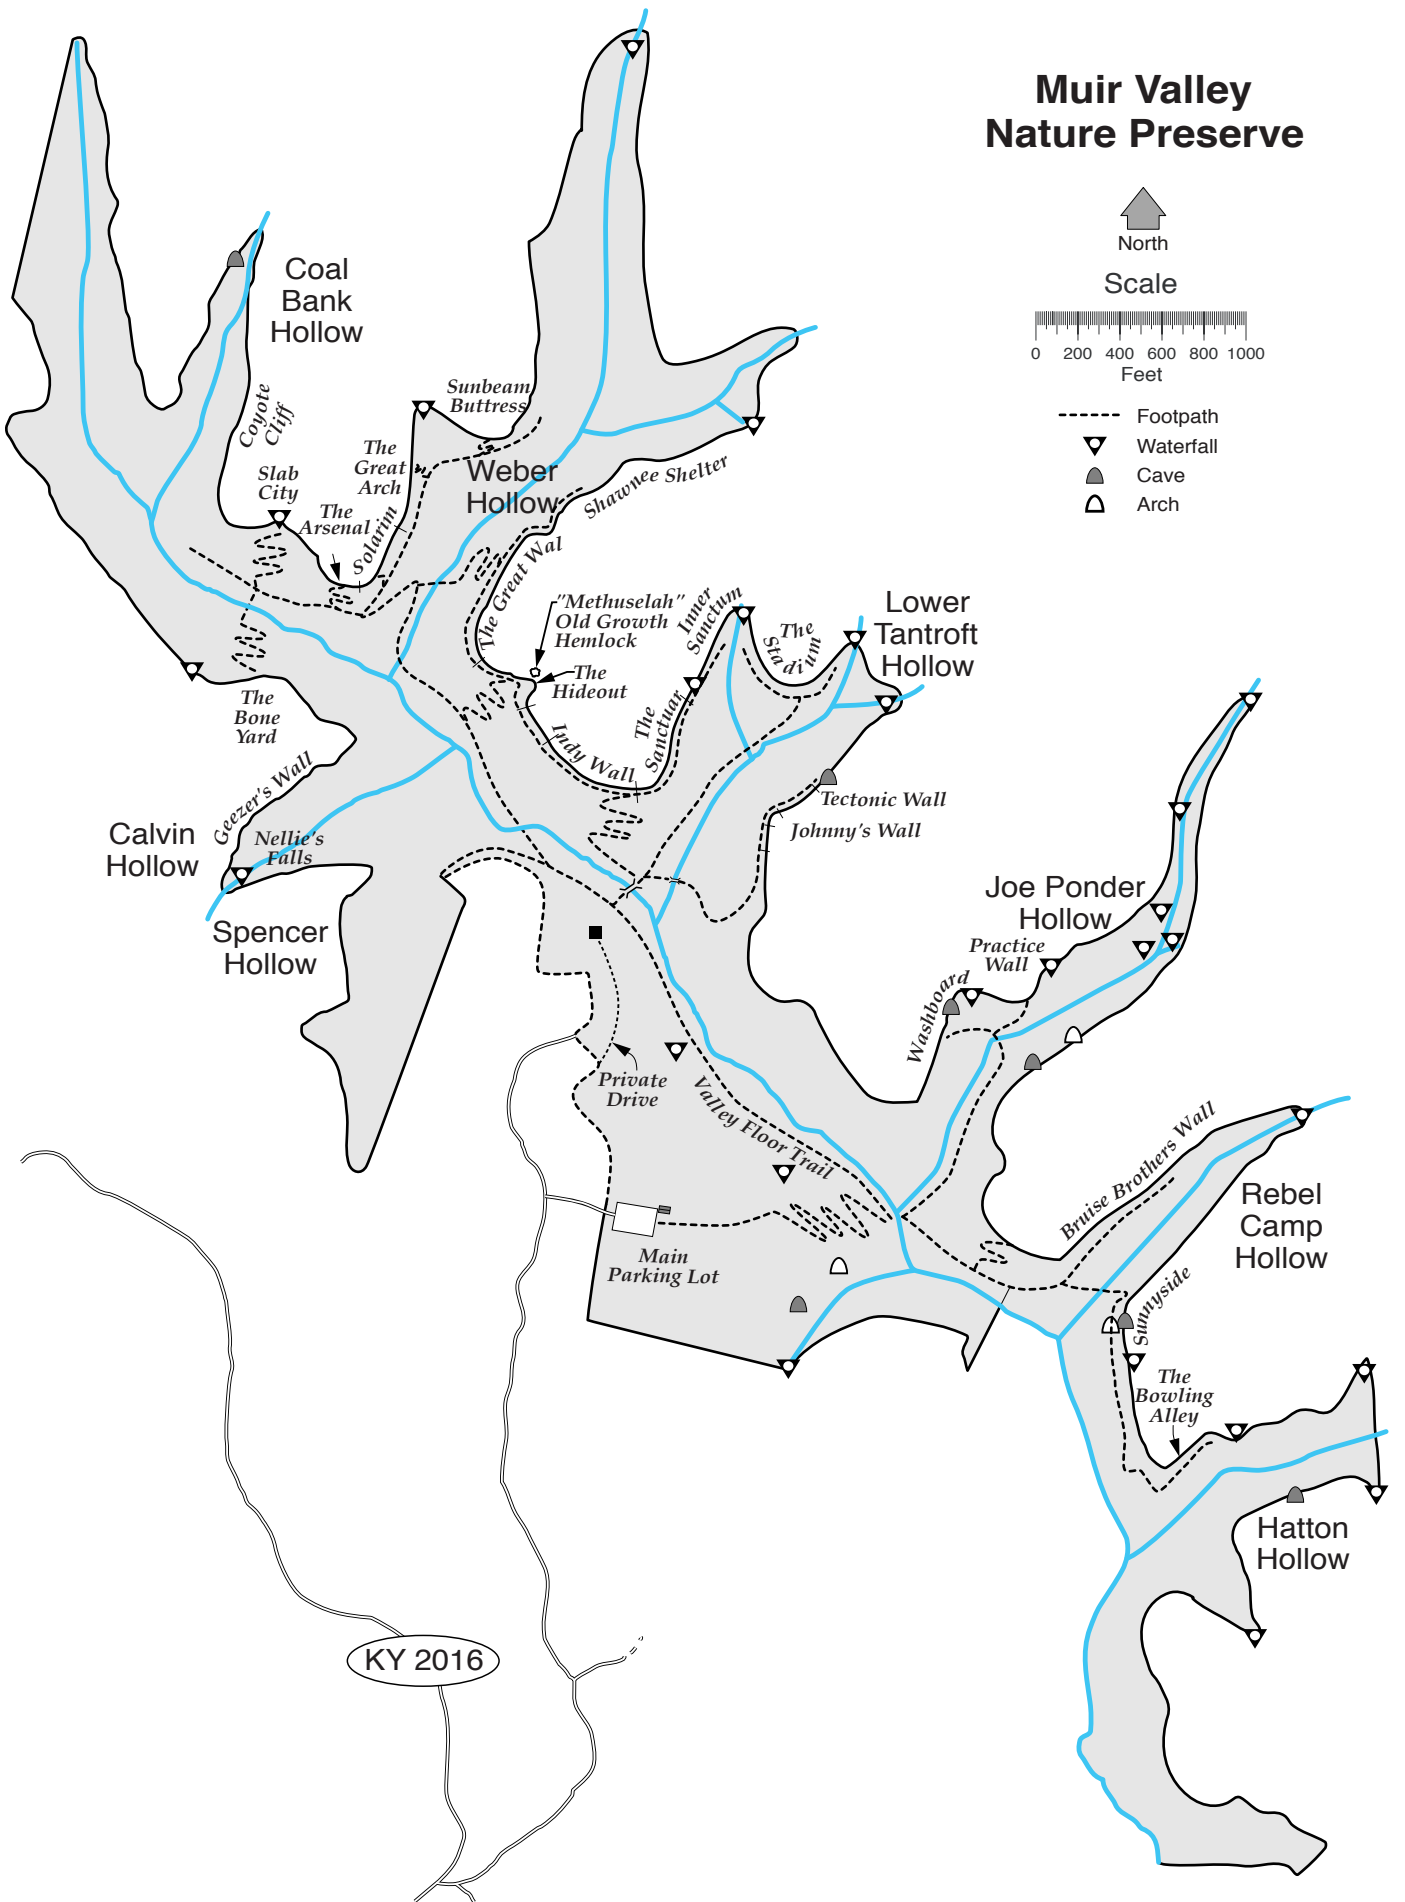 Muir Valley
Nature Preserve
North
Scale
0 200 400 600 800 1000
Feet
Footpath
Waterfall
Cave
Arch
Coal
Bank
Hollow
Coyote
Cliff
Slab
City
The
Arsenal
Solarim
The
Great
Arch
Sunbeam
Buttress
Weber
Hollow
Shawnee Shelter
The Great Wal
"Methuselah"
Old Growth
Hemlock
The
Hideout
Inner
Sanctum
The
Stadium
Lower
Tantroft
Hollow
The
Bone
Yard
Geezer's Wall
Indy Wall
The
Sanctuary
Tectonic Wall
Johnny's Wall
Calvin
Hollow
Nellie's
Falls
Spencer
Hollow
Joe Ponder
Hollow
Practice
Wall
Washboard
Private
Drive
Valley Floor Trail
Bruise Brothers Wall
Rebel
Camp
Hollow
Main
Parking Lot
Sunnyside
The
Bowling
Alley
Hatton
Hollow
KY 2016